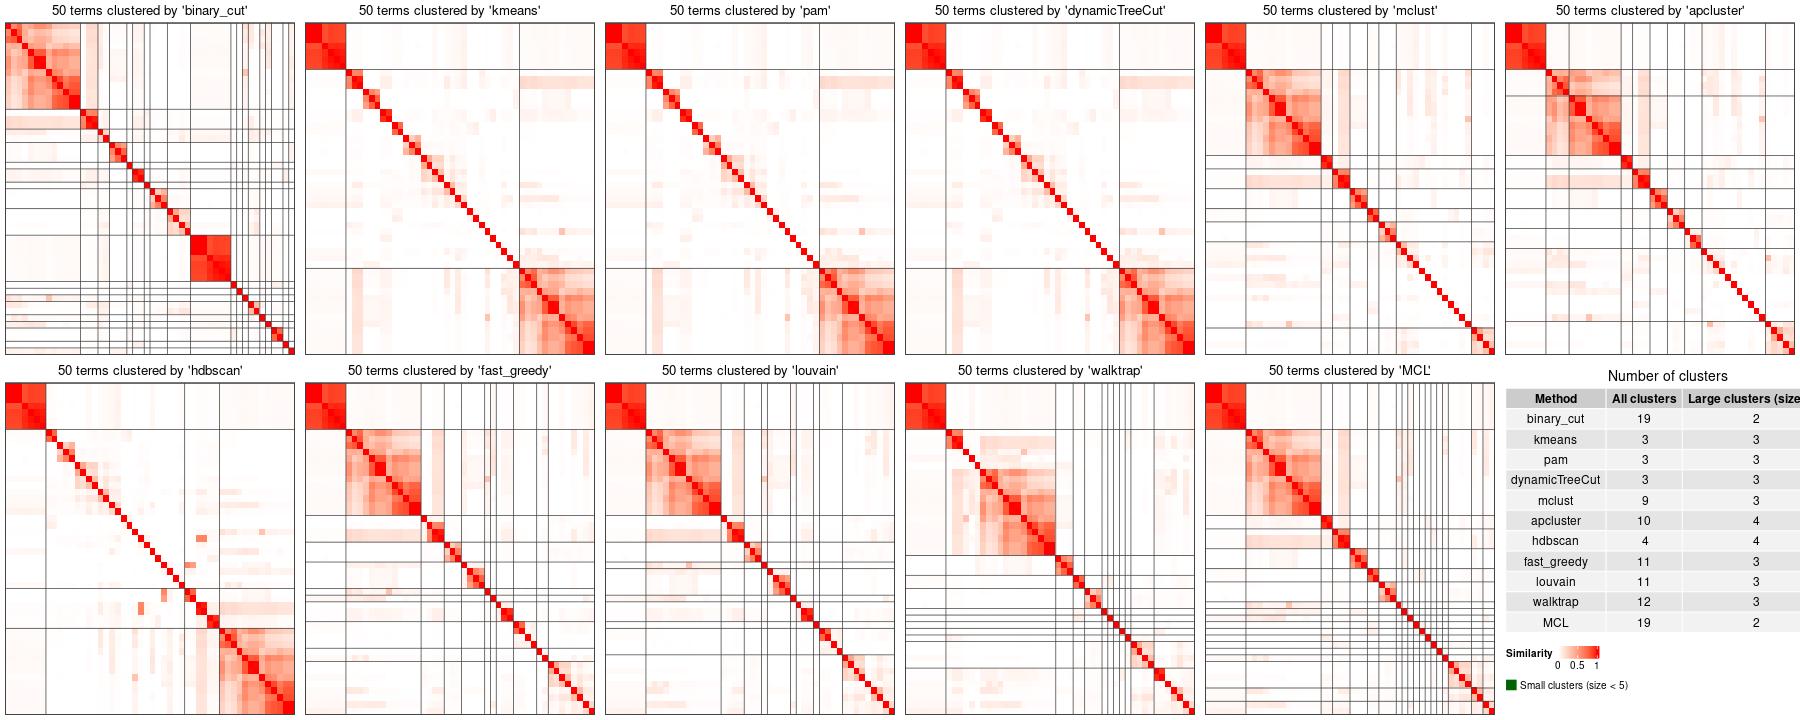 50 terms clustered by 'binary_cut'
50 terms clustered by 'kmeans'
50 terms clustered by 'pam'
50 terms clustered by 'dynamicTreeCut'
50 terms clustered by 'mclust'
50 terms clustered by 'apcluster'
50 terms clustered by 'hdbscan'
50 terms clustered by 'fast_greedy'
50 terms clustered by 'louvain'
50 terms clustered by 'walktrap'
50 terms clustered by 'MCL'
Number of clusters
Method All clusters Large clusters (size
binary_cut 19 2
kmeans 3 3
pam 3 3
dynamicTreeCut 3 3
mclust 9 3
apcluster 10 4
hdbscan 4 4
fast_greedy 11 3
louvain 11 3
walktrap 12 3
MCL 19 2
Similarity
0 0.5 1
Small clusters (size < 5)